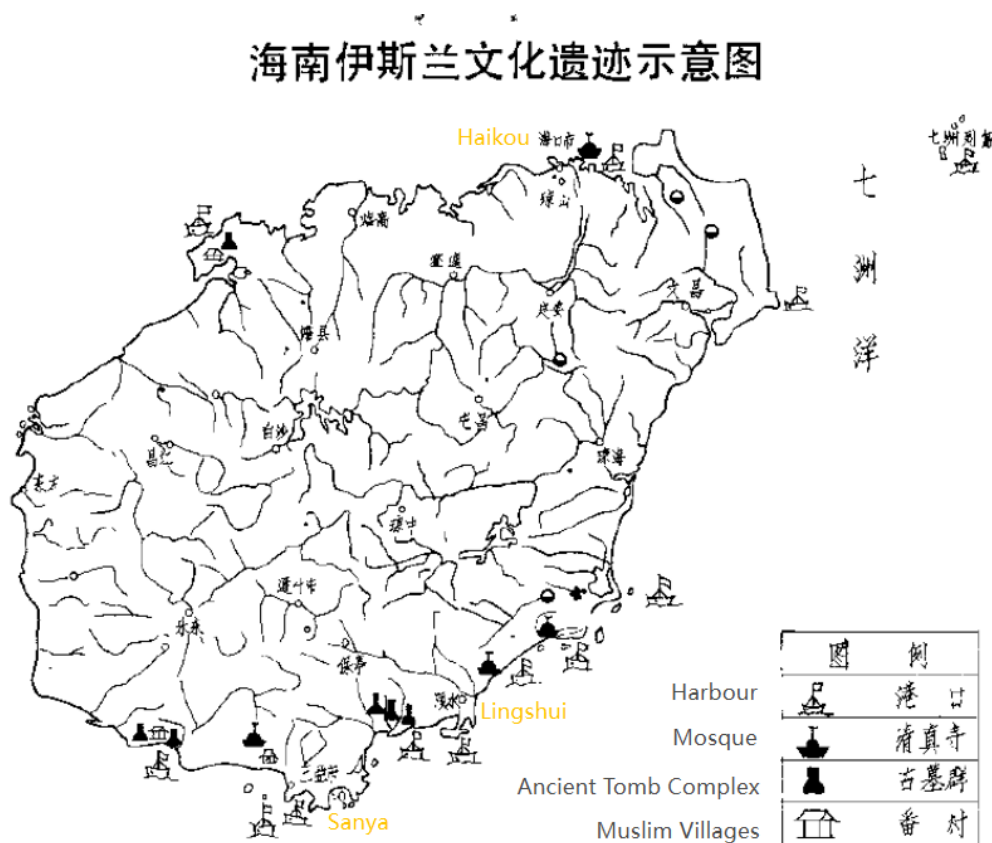 海南伊斯兰文化遗迹示意图
Haikou 海口市
七洲列岛
七洲洋
琼山
临高
澄迈
文昌
定安
儋县
屯昌
白沙
昌江
琼海
东方
琼中
通什市
乐东
保亭
陵水
Lingshui
三亚市
Sanya
图 例
Harbour 港 口
Mosque 清真寺
Ancient Tomb Complex 古墓群
Muslim Villages 番 村